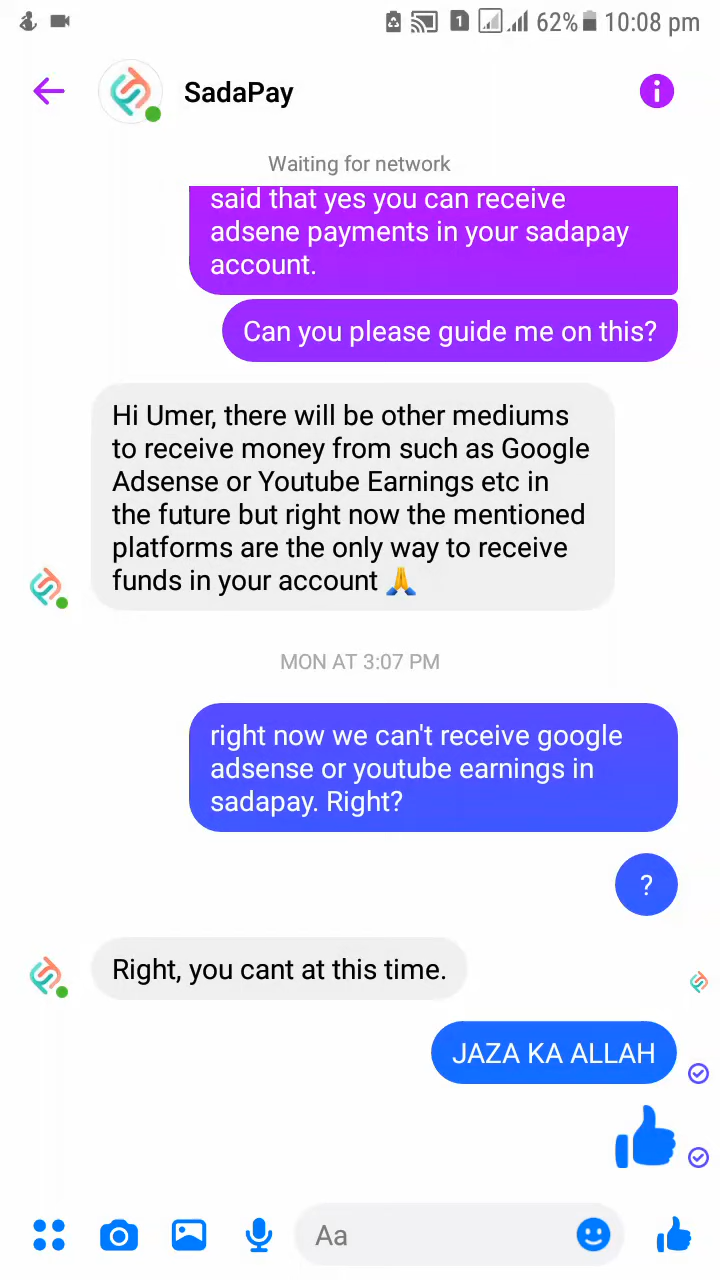 1 62% 10:08 pm
SadaPay
Waiting for network
said that yes you can receive
adsene payments in your sadapay
account.
Can you please guide me on this?
Hi Umer, there will be other mediums
to receive money from such as Google
Adsense or Youtube Earnings etc in
the future but right now the mentioned
platforms are the only way to receive
funds in your account 🙏
MON AT 3:07 PM
right now we can't receive google
adsense or youtube earnings in
sadapay. Right?
?
Right, you cant at this time.
JAZA KA ALLAH
Aa